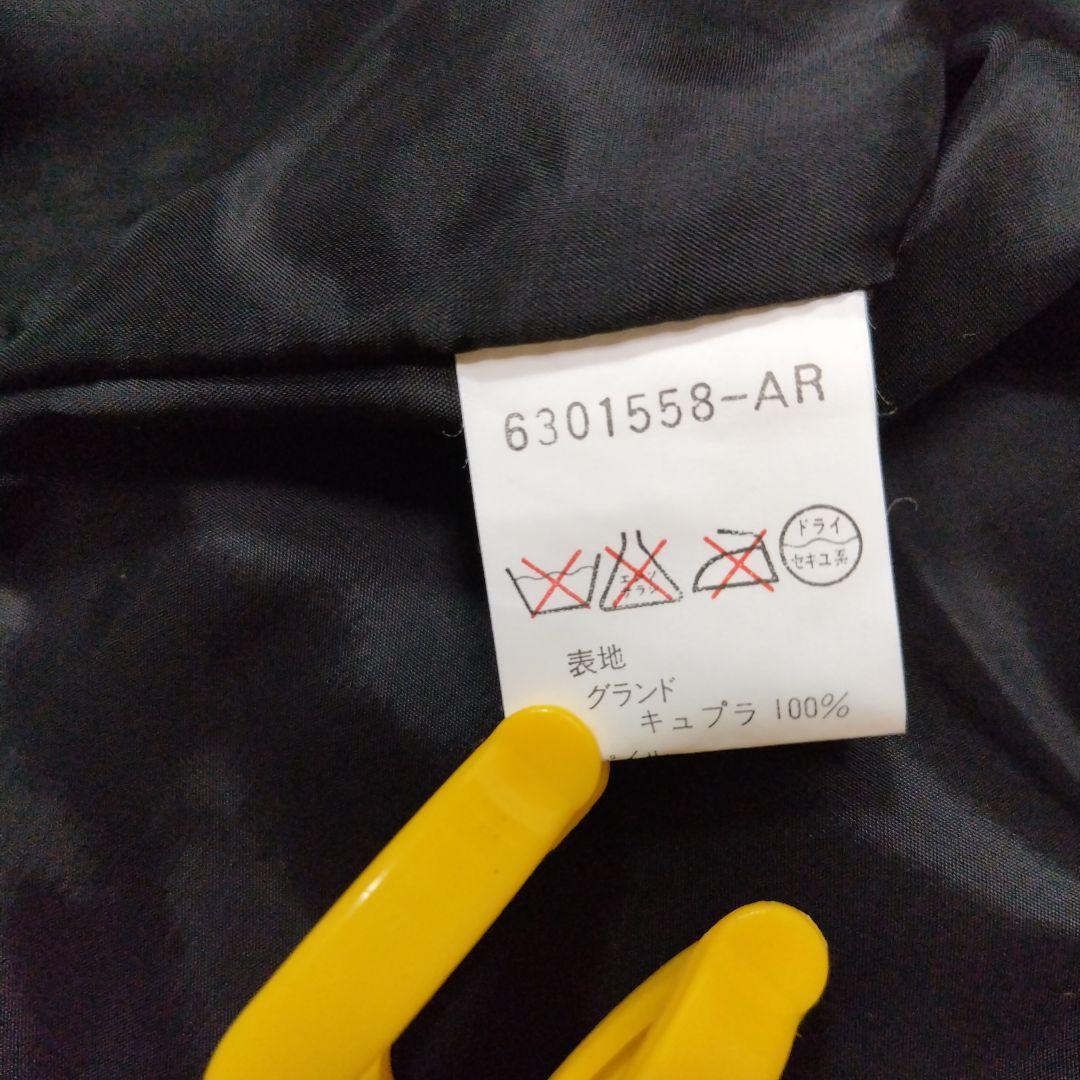 6301558-AR
エンソ
サラシ
ドライ
セキユ系
表地
グランド
キュプラ 100%